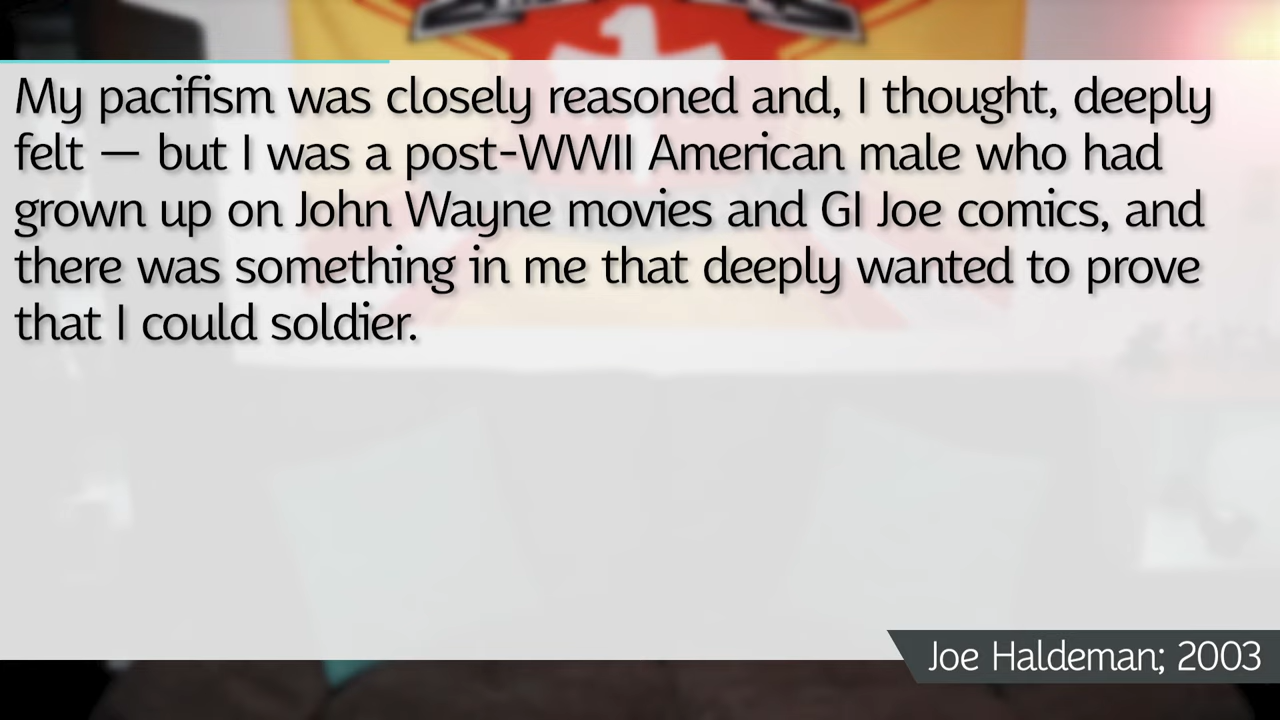 My pacifism was closely reasoned and, I thought, deeply
felt — but I was a post-WWII American male who had
grown up on John Wayne movies and GI Joe comics, and
there was something in me that deeply wanted to prove
that I could soldier.
Joe Haldeman; 2003